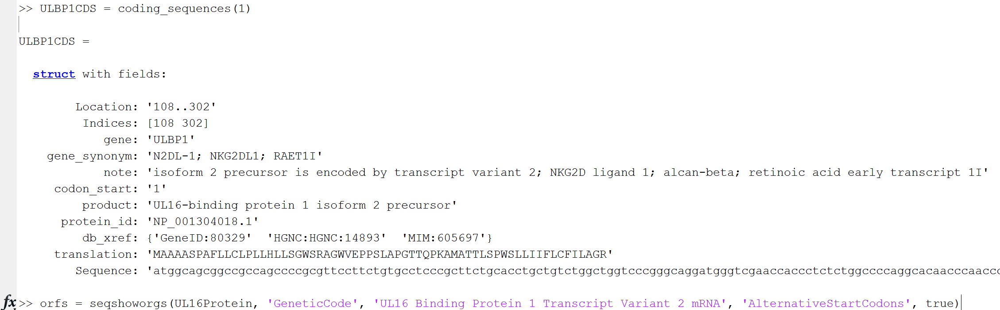 >> ULBP1CDS = coding_sequences(1)
ULBP1CDS =
struct with fields:
Location: '108..302'
Indices: [108 302]
gene: 'ULBP1'
gene_synonym: 'N2DL-1; NKG2DL1; RAET1I'
note: 'isoform 2 precursor is encoded by transcript variant 2; NKG2D ligand 1; alcan-beta; retinoic acid early transcript 1I'
codon_start: '1'
product: 'UL16-binding protein 1 isoform 2 precursor'
protein_id: 'NP_001304018.1'
db_xref: {'GeneID:80329' 'HGNC:HGNC:14893' 'MIM:605697'}
translation: 'MAAAASPAFLLCLPLLHLLSGWSRAGWVEPPSLAPGTTQPKAMATTLSPWSLLIIFLCFILAGR'
Sequence: 'atggcagcggccgccagccccgcgttccttctgtgcctcccgcttctgcacctgctgtctggctggtcccgggcaggatgggtcgaaccaccctctctggccccaggcacaacccaaccc
fx >> orfs = seqshoworgs(UL16Protein, 'GeneticCode', 'UL16 Binding Protein 1 Transcript Variant 2 mRNA', 'AlternativeStartCodons', true)